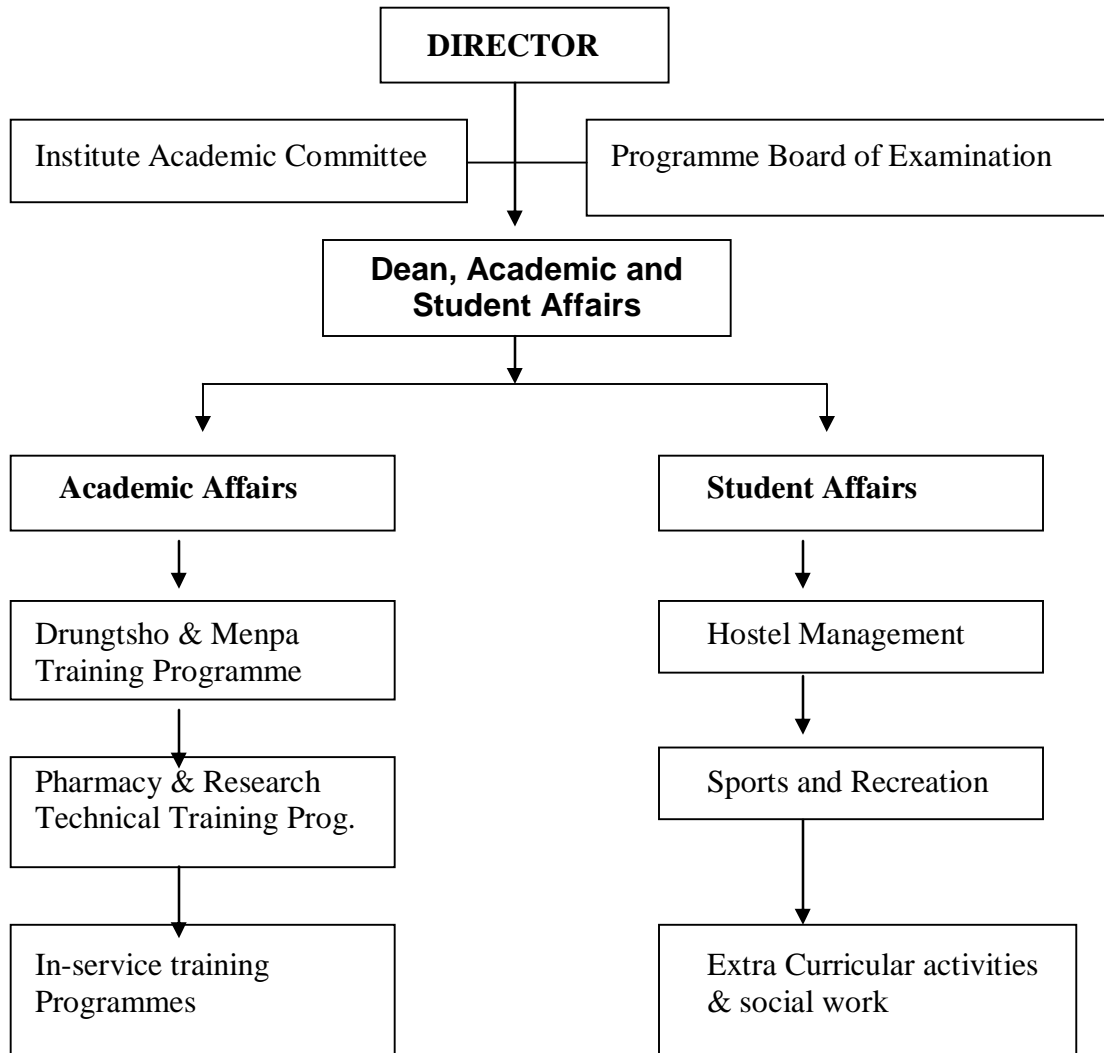 DIRECTOR
Institute Academic Committee
Programme Board of Examination
Dean, Academic and
Student Affairs
Academic Affairs
Student Affairs
Drungtsho & Menpa
Training Programme
Hostel Management
Pharmacy & Research
Technical Training Prog.
Sports and Recreation
In-service training
Programmes
Extra Curricular activities
& social work